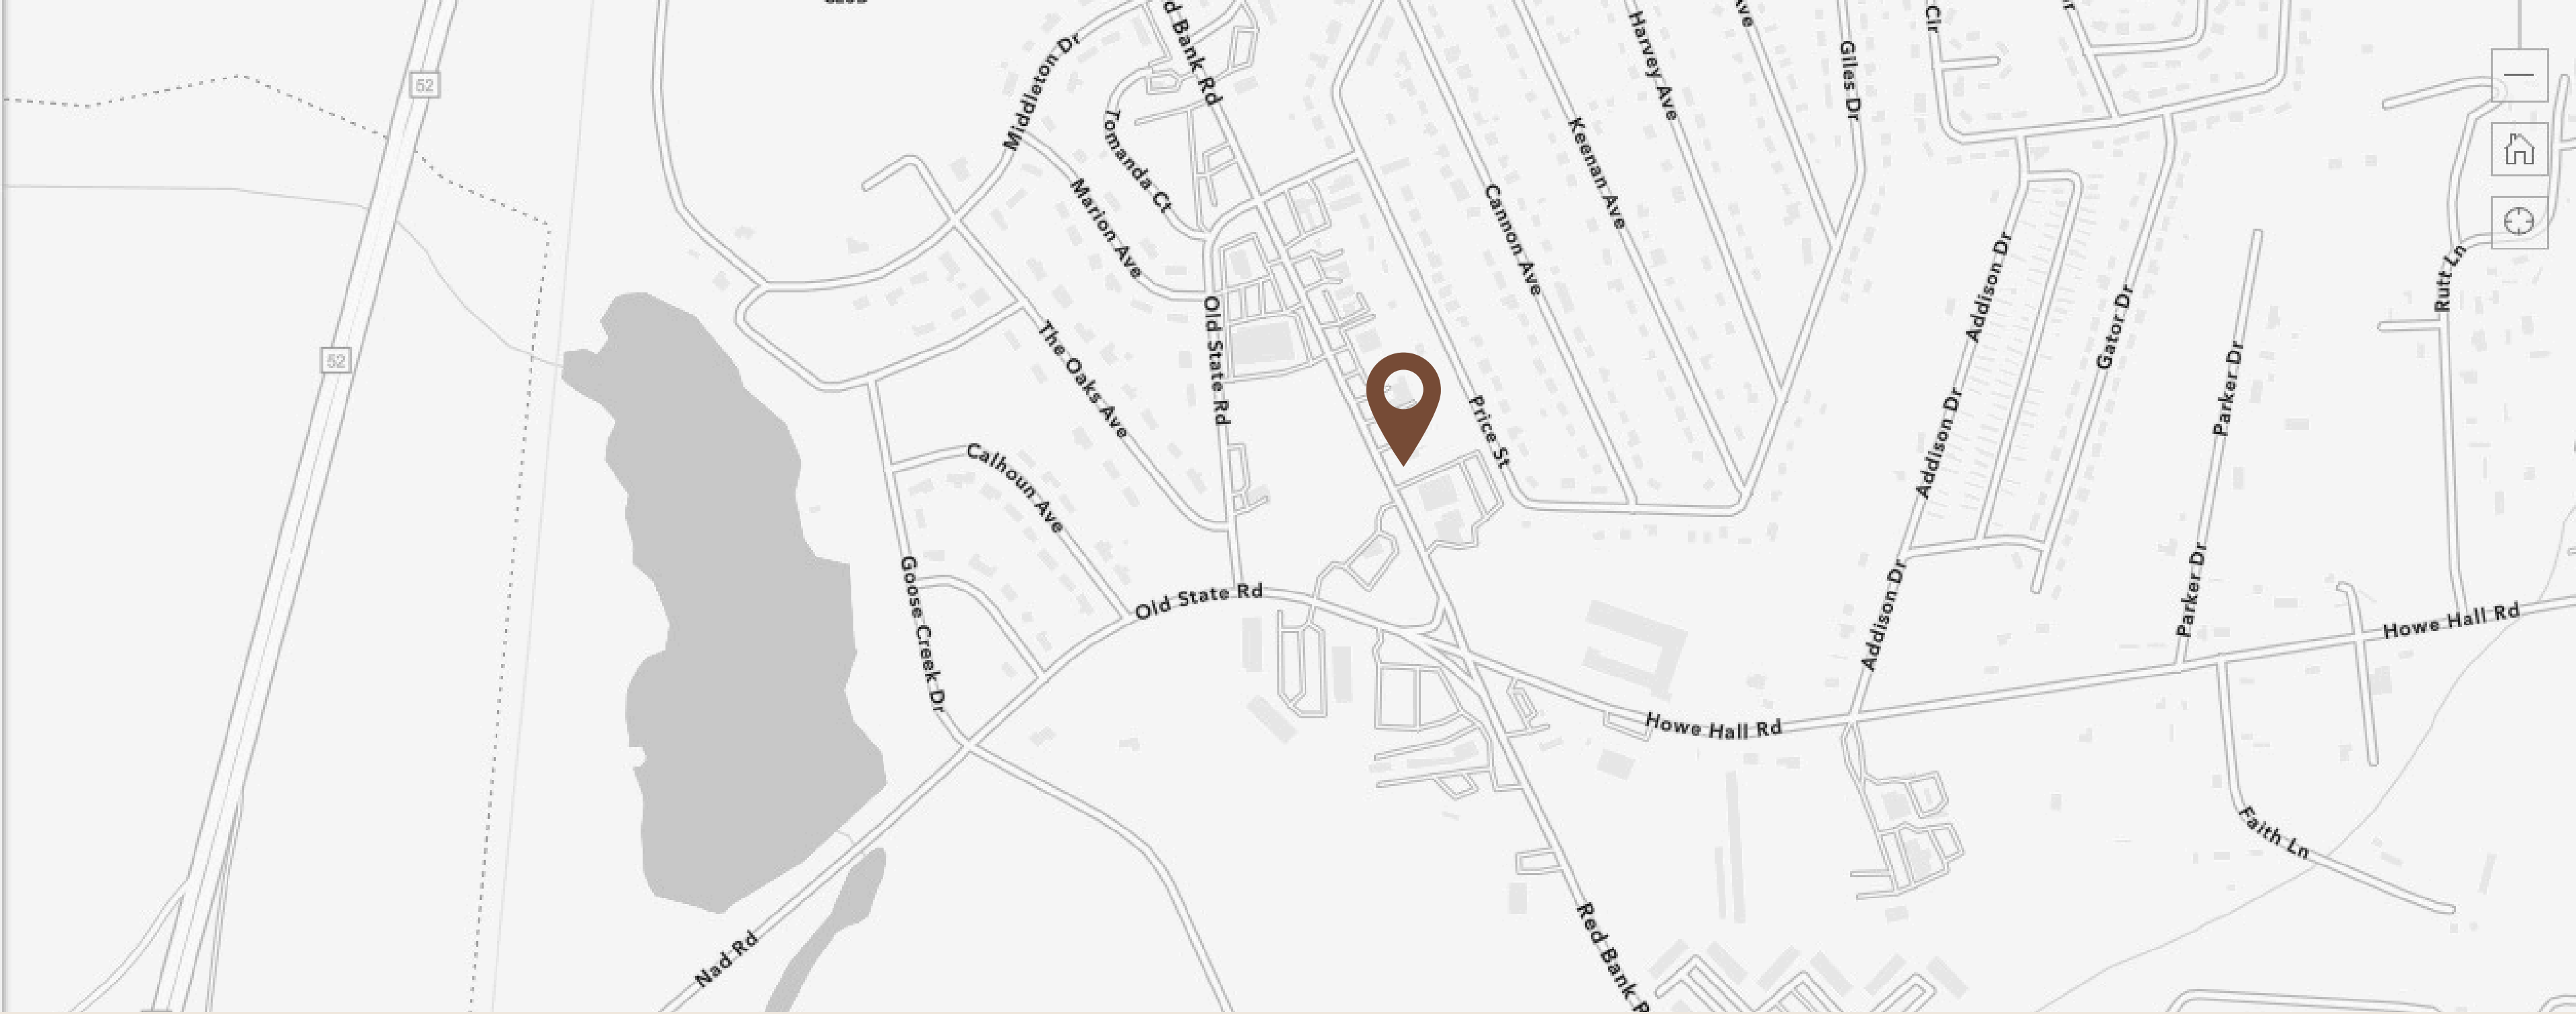 d Bank Rd
Harvey Ave
Ave
Cir
Giles Dr
Middleton Dr
52
Tomanda Ct
Keenan Ave
Marion Ave
Cannon Ave
Addison Dr
Rutt Ln
Gator Dr
Old State Rd
The Oaks Ave
52
Parker Dr
Price St
Addison Dr
Calhoun Ave
Goose Creek Dr
Old State Rd
Addison Dr
Parker Dr
Howe Hall Rd
Howe Hall Rd
Faith Ln
Nad Rd
Red Bank R